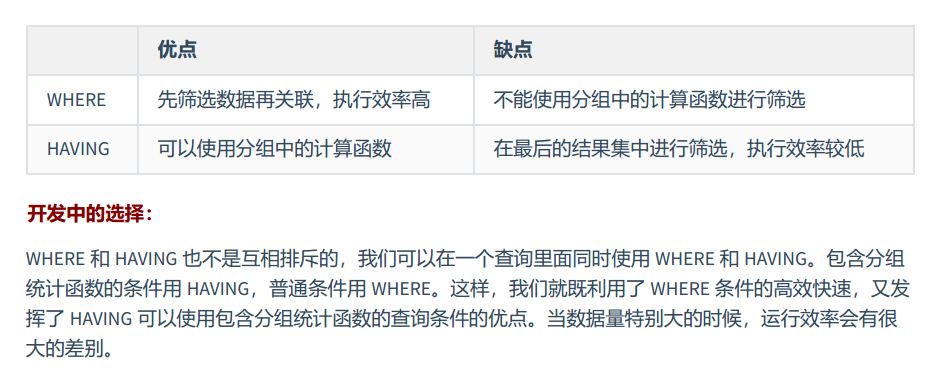 优点 缺点
WHERE 先筛选数据再关联，执行效率高 不能使用分组中的计算函数进行筛选
HAVING 可以使用分组中的计算函数 在最后的结果集中进行筛选，执行效率较低
开发中的选择：
WHERE 和 HAVING 也不是互相排斥的，我们可以在一个查询里面同时使用 WHERE 和 HAVING。包含分组
统计函数的条件用 HAVING，普通条件用 WHERE。这样，我们就既利用了 WHERE 条件的高效快速，又发
挥了 HAVING 可以使用包含分组统计函数的查询条件的优点。当数据量特别大的时候，运行效率会有很
大的差别。